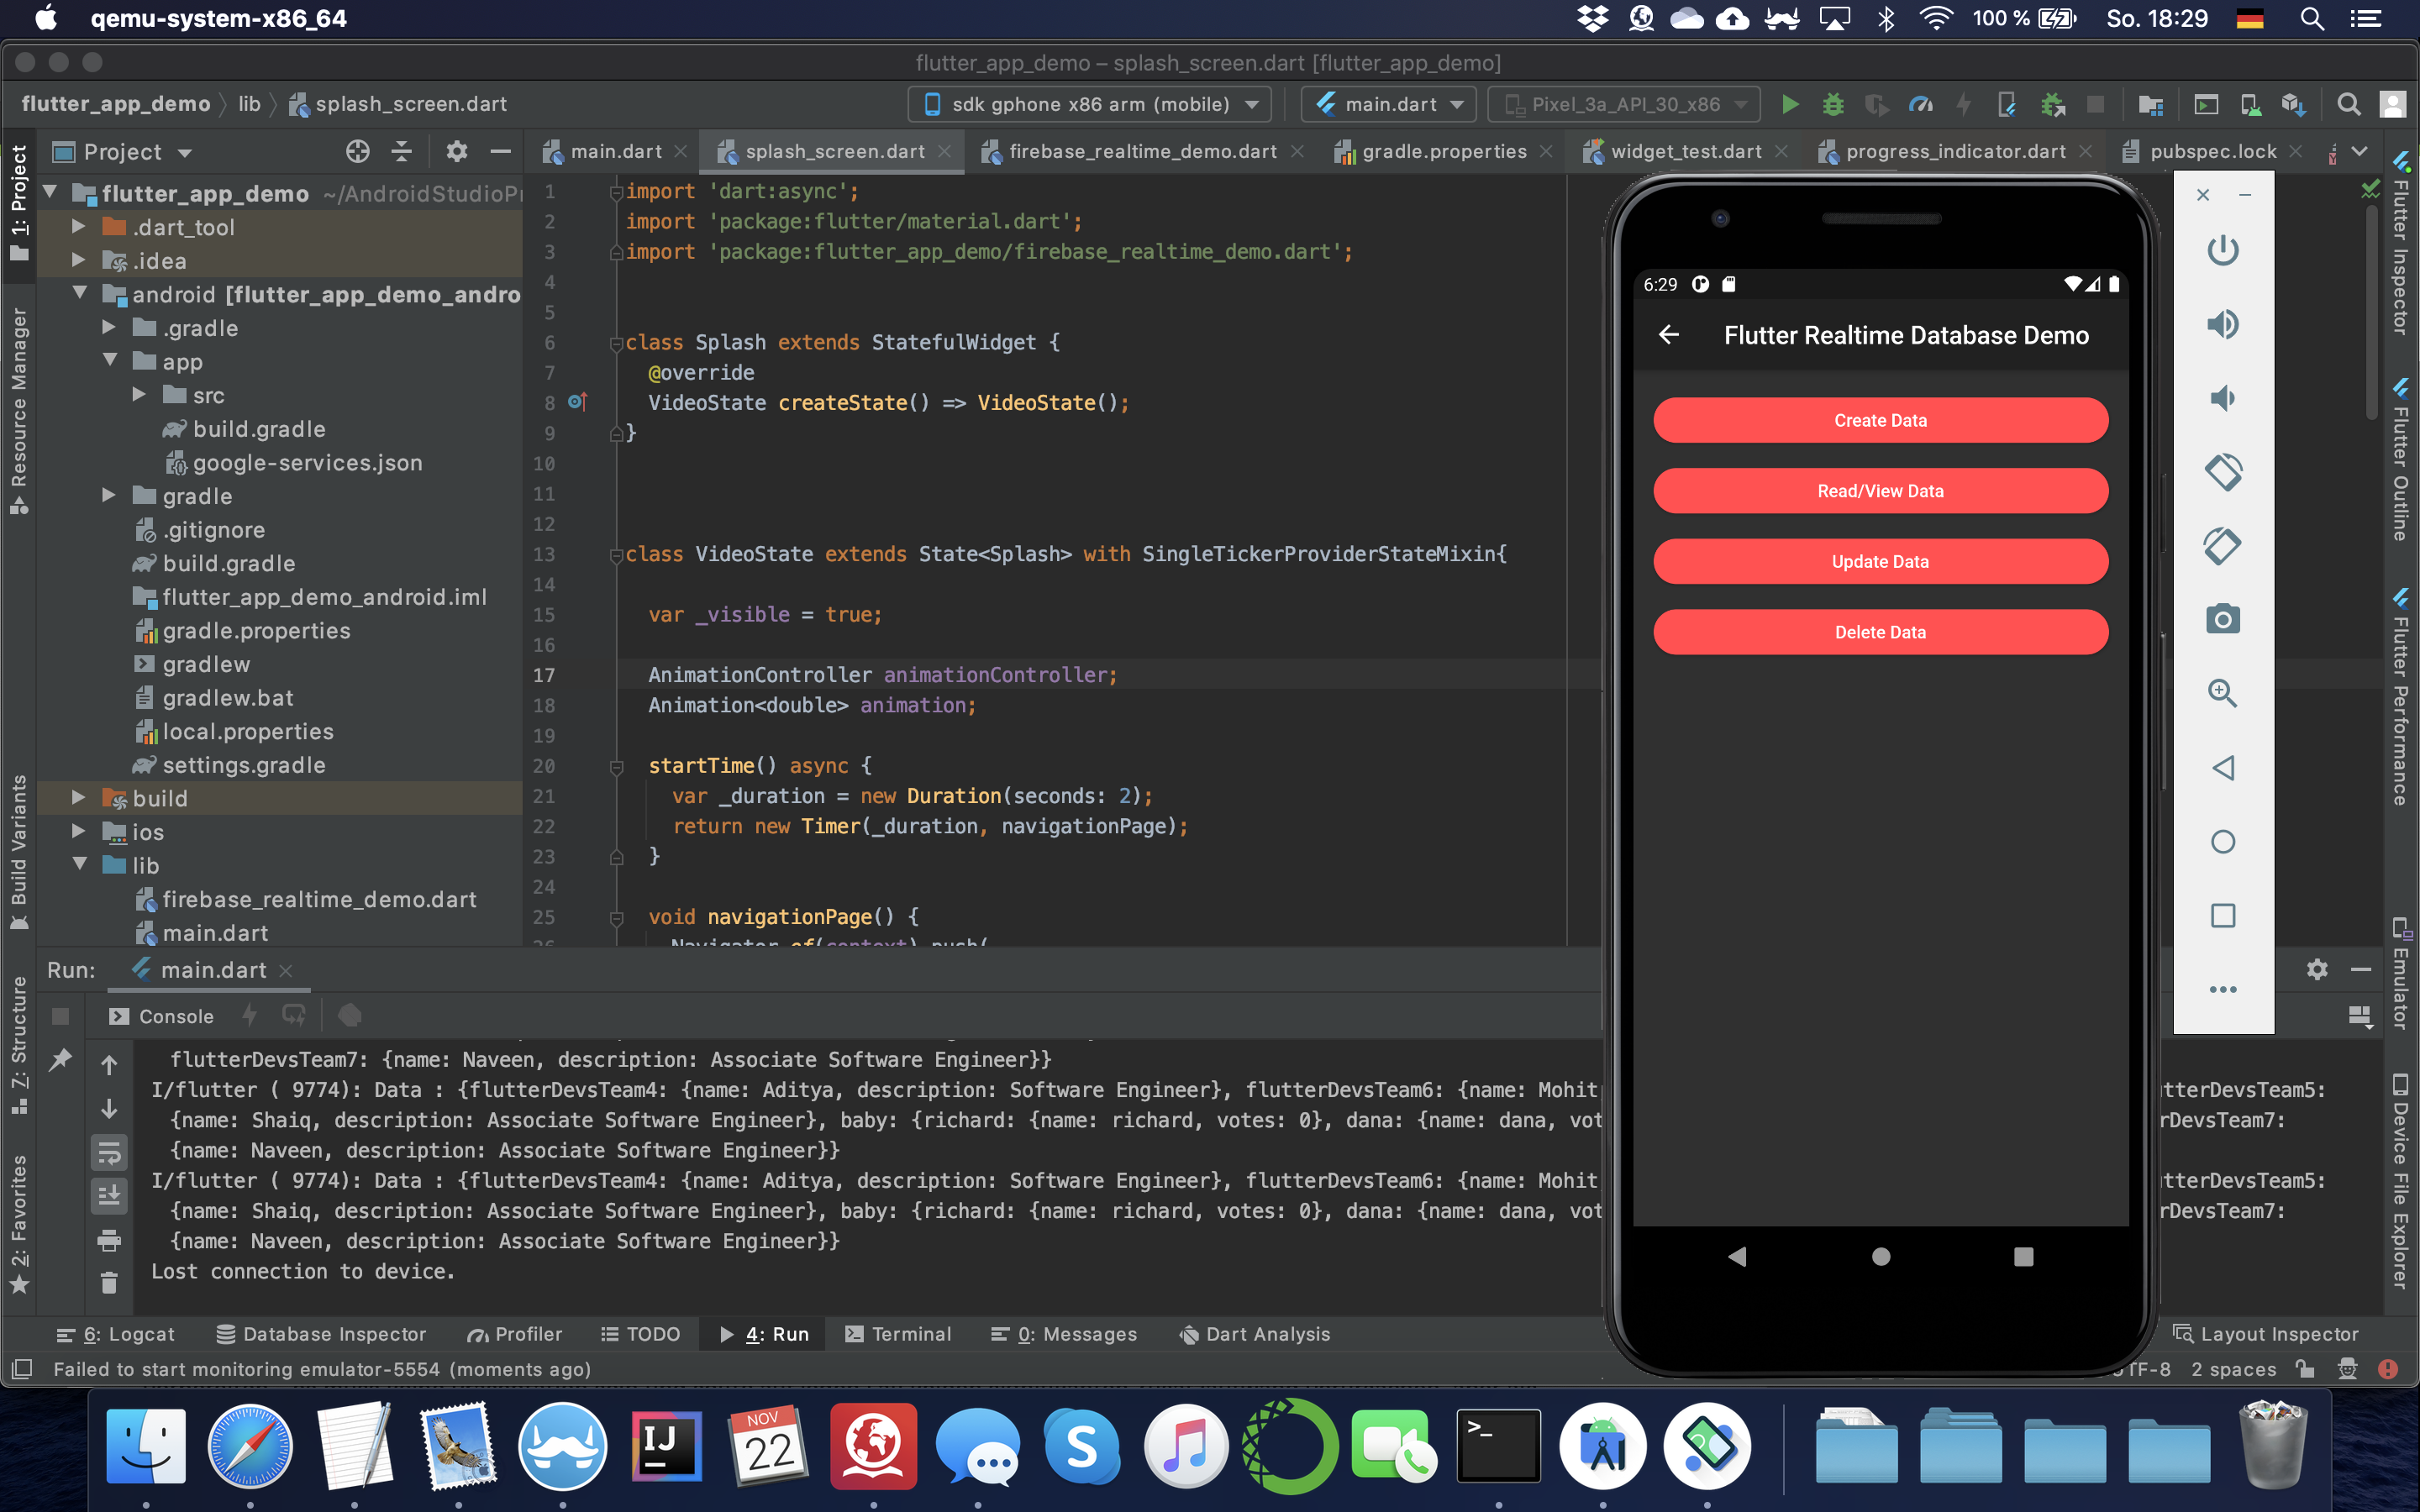 qemu-system-x86_64
100 %
So. 18:29
flutter_app_demo – splash_screen.dart [flutter_app_demo]
flutter_app_demo
lib
splash_screen.dart
sdk gphone x86 arm (mobile)
main.dart
Pixel_3a_API_30_x86
Project
main.dart
splash_screen.dart
firebase_realtime_demo.dart
gradle.properties
widget_test.dart
progress_indicator.dart
pubspec.lock
1: Project
Resource Manager
Build Variants
7: Structure
2: Favorites
flutter_app_demo ~/AndroidStudioPr
.dart_tool
.idea
android [flutter_app_demo_andro
.gradle
app
src
build.gradle
google-services.json
gradle
.gitignore
build.gradle
flutter_app_demo_android.iml
gradle.properties
gradlew
gradlew.bat
local.properties
settings.gradle
build
ios
lib
firebase_realtime_demo.dart
main.dart
1 import 'dart:async';
2 import 'package:flutter/material.dart';
3 import 'package:flutter_app_demo/firebase_realtime_demo.dart';
4
5
6 class Splash extends StatefulWidget {
7 @override
8 VideoState createState() => VideoState();
9 }
10
11
12
13 class VideoState extends State<Splash> with SingleTickerProviderStateMixin{
14
15 var _visible = true;
16
17 AnimationController animationController;
18 Animation<double> animation;
19
20 startTime() async {
21 var _duration = new Duration(seconds: 2);
22 return new Timer(_duration, navigationPage);
23 }
24
25 void navigationPage() {
26 Navigator.of(context).push(
6:29
Flutter Realtime Database Demo
Create Data
Read/View Data
Update Data
Delete Data
Flutter Inspector
Flutter Outline
Flutter Performance
Emulator
Device File Explorer
Run:
main.dart
Console
flutterDevsTeam7: {name: Naveen, description: Associate Software Engineer}}
I/flutter ( 9774): Data : {flutterDevsTeam4: {name: Aditya, description: Software Engineer}, flutterDevsTeam6: {name: Mohit tterDevsTeam5:
{name: Shaiq, description: Associate Software Engineer}, baby: {richard: {name: richard, votes: 0}, dana: {name: dana, vot rDevsTeam7:
{name: Naveen, description: Associate Software Engineer}}
I/flutter ( 9774): Data : {flutterDevsTeam4: {name: Aditya, description: Software Engineer}, flutterDevsTeam6: {name: Mohit tterDevsTeam5:
{name: Shaiq, description: Associate Software Engineer}, baby: {richard: {name: richard, votes: 0}, dana: {name: dana, vot rDevsTeam7:
{name: Naveen, description: Associate Software Engineer}}
Lost connection to device.
6: Logcat
Database Inspector
Profiler
TODO
4: Run
Terminal
0: Messages
Dart Analysis
Layout Inspector
Failed to start monitoring emulator-5554 (moments ago)
TF-8
2 spaces
IJ
NOV
22
S
>_